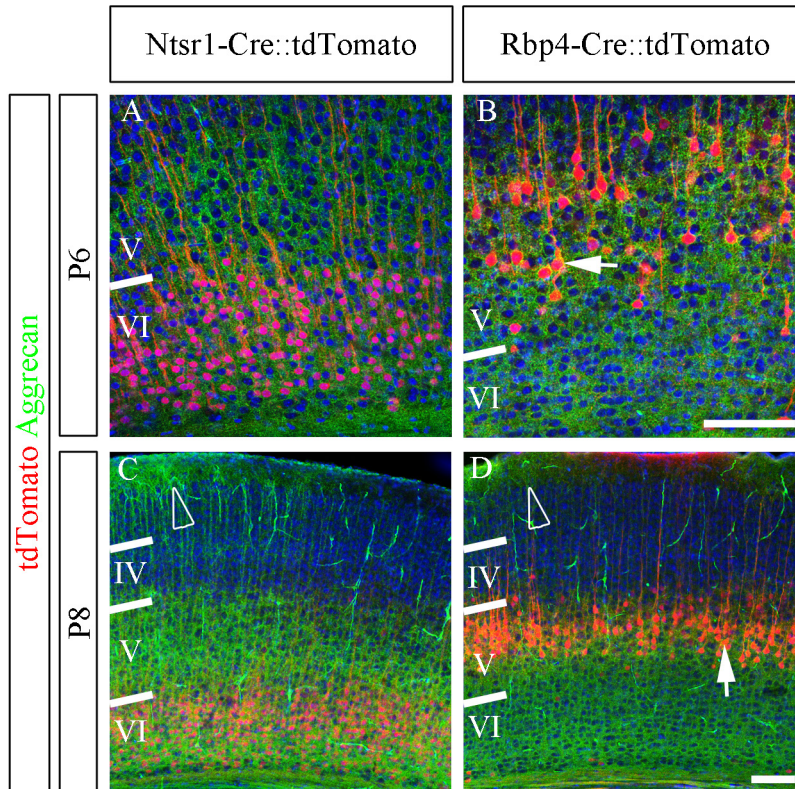 Ntsr1-Cre::tdTomato
Rbp4-Cre::tdTomato
tdTomato Aggrecan
P6
A
V
VI
B
V
VI
P8
C
IV
V
VI
D
IV
V
VI